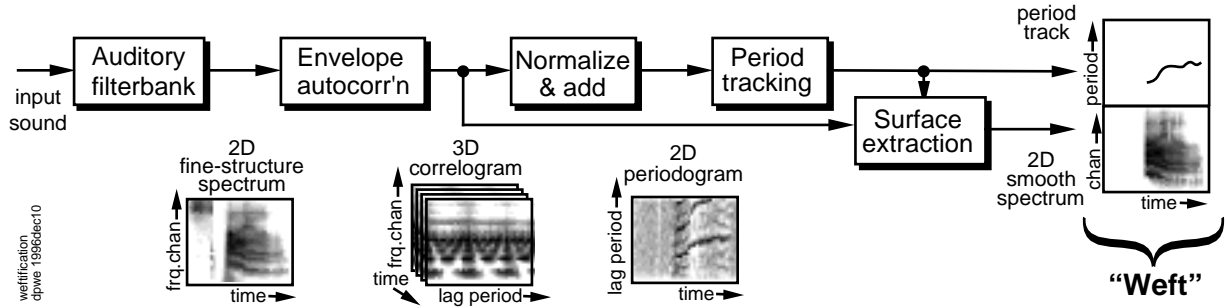 input
sound
Auditory
filterbank
Envelope
autocorr'n
Normalize
& add
Period
tracking
Surface
extraction
period
track
period
chan
time
2D
smooth
spectrum
“Weft”
2D
fine-structure
spectrum
frq.chan
time
3D
correlogram
frq.chan
time
lag period
2D
periodogram
lag period
time
weftification
dpwe 1996dec10